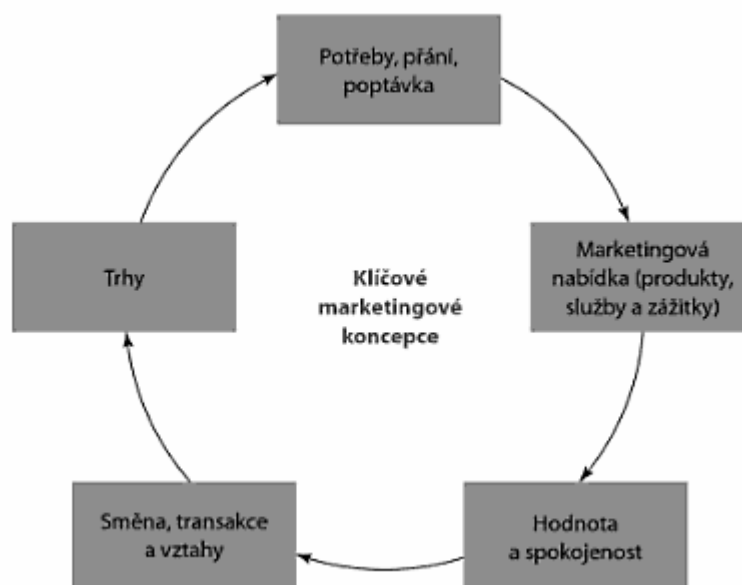 Potřeby, přání,
poptávka
Marketingová
nabídka (produkty,
služby a zážitky)
Hodnota
a spokojenost
Směna, transakce
a vztahy
Trhy
Klíčové
marketingové
koncepce